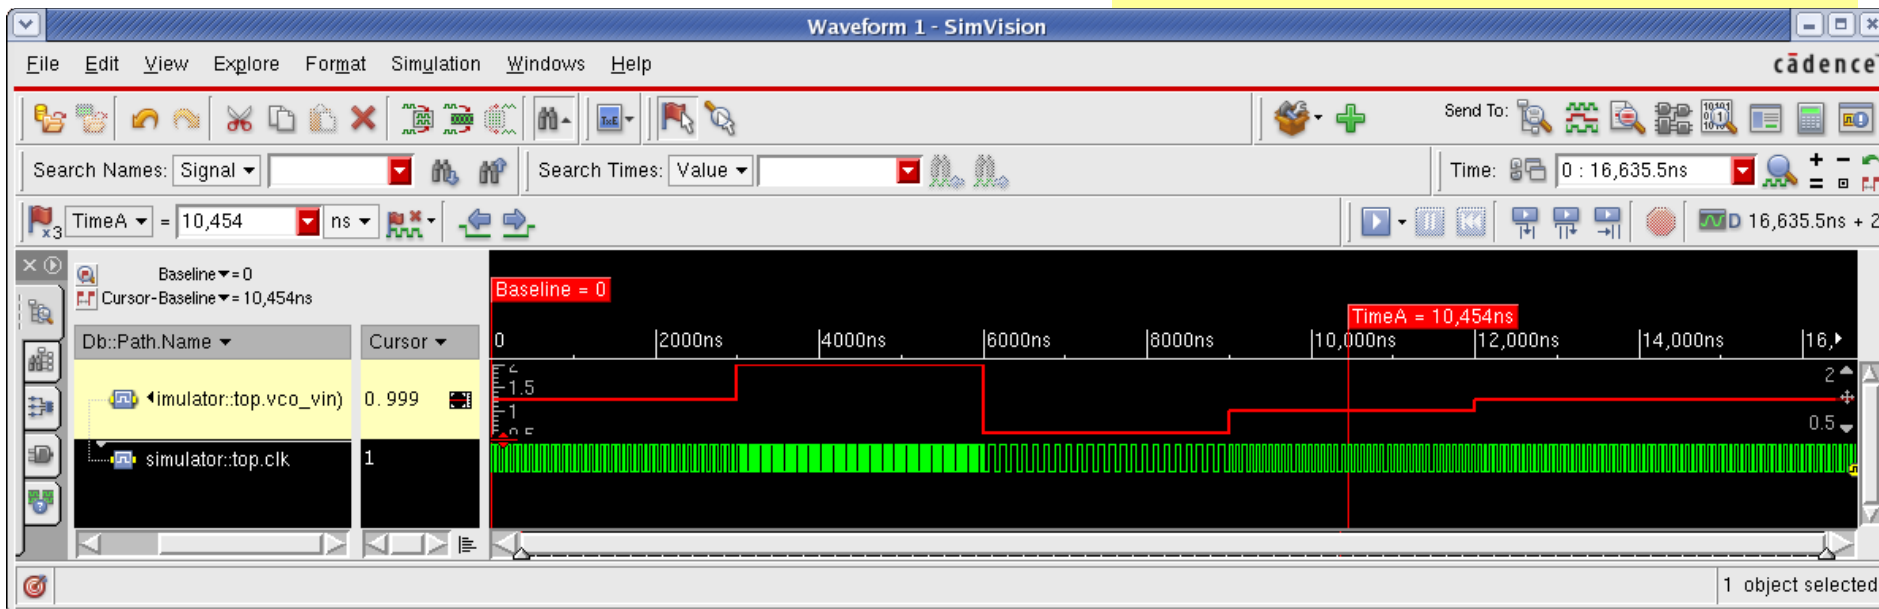 Waveform 1 - SimVision
File Edit View Explore Format Simulation Windows Help
cādence
Send To:
Search Names: Signal
Search Times: Value
Time: 0 : 16,635.5ns
x3 TimeA = 10,454 ns
16,635.5ns + 2
Baseline = 0
Cursor-Baseline = 10,454ns
Baseline = 0
TimeA = 10,454ns
Db::Path.Name Cursor
0 2000ns 4000ns 6000ns 8000ns 10,000ns 12,000ns 14,000ns 16,
imulator::top.vco_vin) 0.999
2
1.5
1
0.5
2
0.5
simulator::top.clk 1
1 object selected